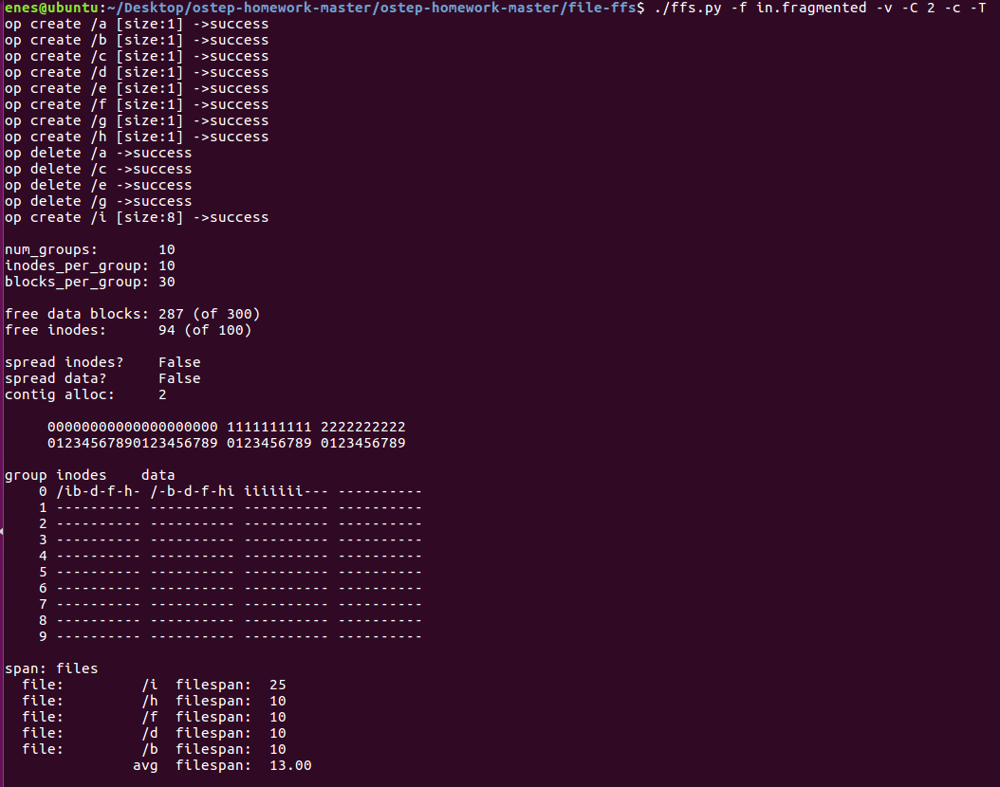 enes@ubuntu:~/Desktop/ostep-homework-master/ostep-homework-master/file-ffs$ ./ffs.py -f in.fragmented -v -C 2 -c -T
op create /a [size:1] ->success
op create /b [size:1] ->success
op create /c [size:1] ->success
op create /d [size:1] ->success
op create /e [size:1] ->success
op create /f [size:1] ->success
op create /g [size:1] ->success
op create /h [size:1] ->success
op delete /a ->success
op delete /c ->success
op delete /e ->success
op delete /g ->success
op create /i [size:8] ->success
num_groups:       10
inodes_per_group: 10
blocks_per_group: 30
free data blocks: 287 (of 300)
free inodes:      94 (of 100)
spread inodes?    False
spread data?      False
contig alloc:     2
     00000000000000000000 1111111111 2222222222
     01234567890123456789 0123456789 0123456789
group inodes    data
    0 /ib-d-f-h- /-b-d-f-hi iiiiiii--- ----------
    1 ---------- ---------- ---------- ----------
    2 ---------- ---------- ---------- ----------
    3 ---------- ---------- ---------- ----------
    4 ---------- ---------- ---------- ----------
    5 ---------- ---------- ---------- ----------
    6 ---------- ---------- ---------- ----------
    7 ---------- ---------- ---------- ----------
    8 ---------- ---------- ---------- ----------
    9 ---------- ---------- ---------- ----------
span: files
  file:         /i  filespan:  25
  file:         /h  filespan:  10
  file:         /f  filespan:  10
  file:         /d  filespan:  10
  file:         /b  filespan:  10
               avg  filespan:  13.00